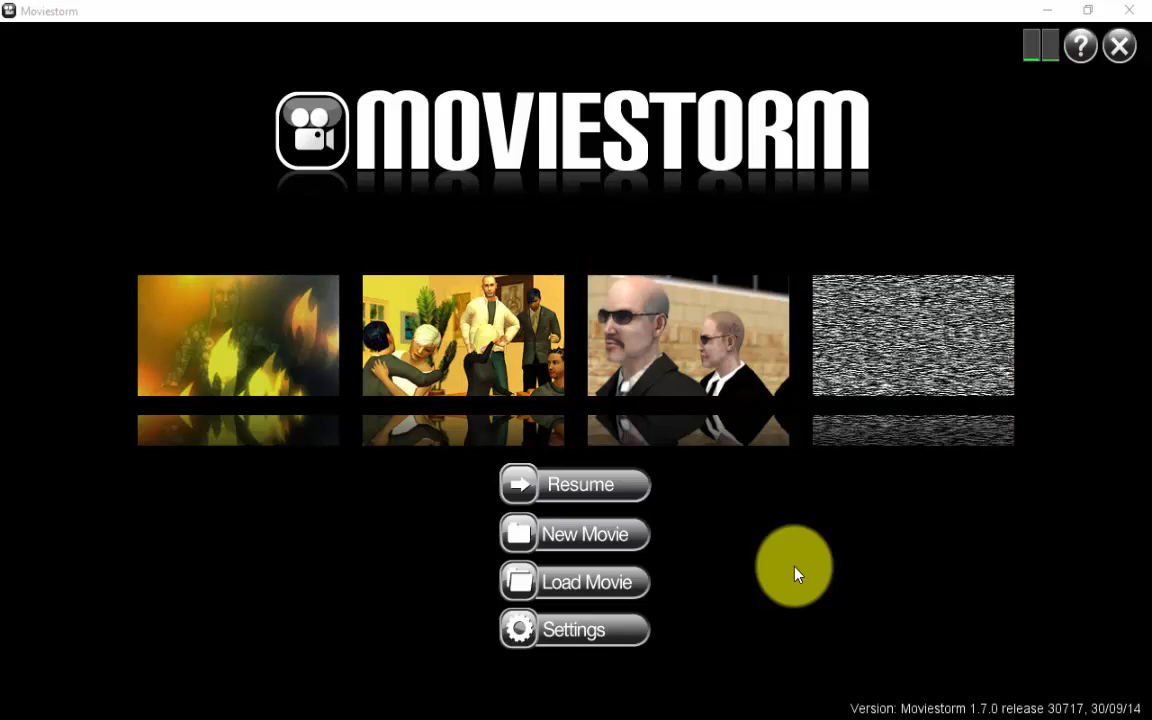 Moviestorm
?
MOVIESTORM
Resume
New Movie
Load Movie
Settings
Version: Moviestorm 1.7.0 release 30717, 30/09/14